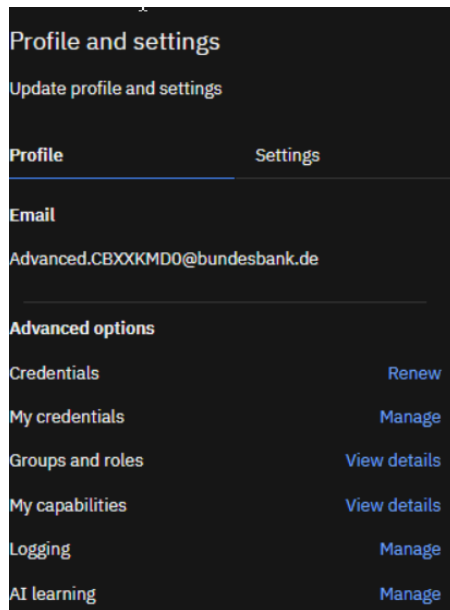 Profile and settings
Update profile and settings
Profile Settings
Email
Advanced.CBXXKMD0@bundesbank.de
Advanced options
Credentials Renew
My credentials Manage
Groups and roles View details
My capabilities View details
Logging Manage
AI learning Manage